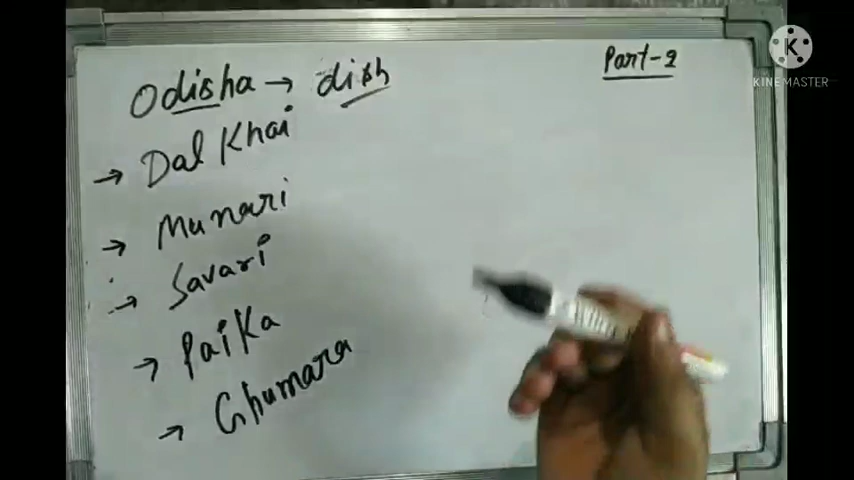 Part-2
K
KINEMASTER
Odisha → dish
→ Dal Khai
→ Munari
→ Savari
→ Paika
→ Ghumara